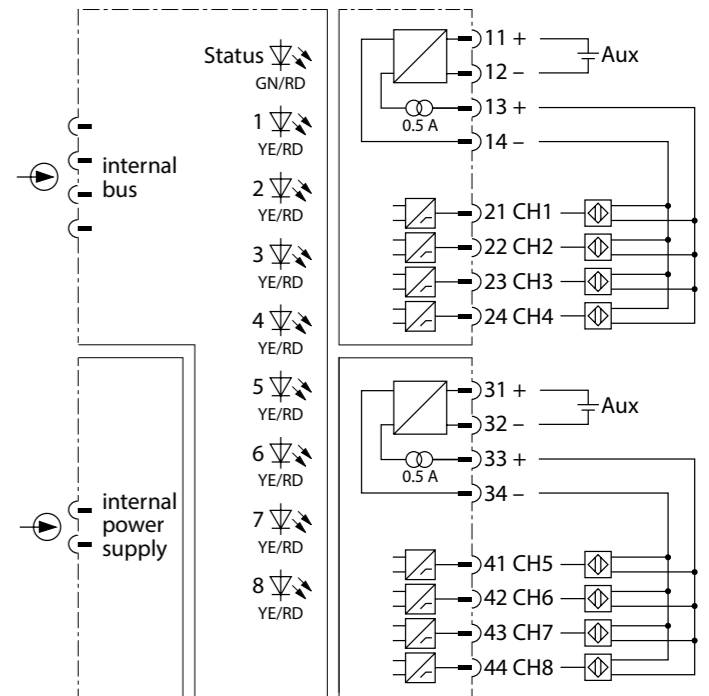 Status
GN/RD
1
YE/RD
2
YE/RD
3
YE/RD
4
YE/RD
5
YE/RD
6
YE/RD
7
YE/RD
8
YE/RD
internal
bus
internal
power
supply
11 +
12 –
Aux
13 +
0.5 A
14 –
21 CH1
22 CH2
23 CH3
24 CH4
31 +
32 –
Aux
33 +
0.5 A
34 –
41 CH5
42 CH6
43 CH7
44 CH8